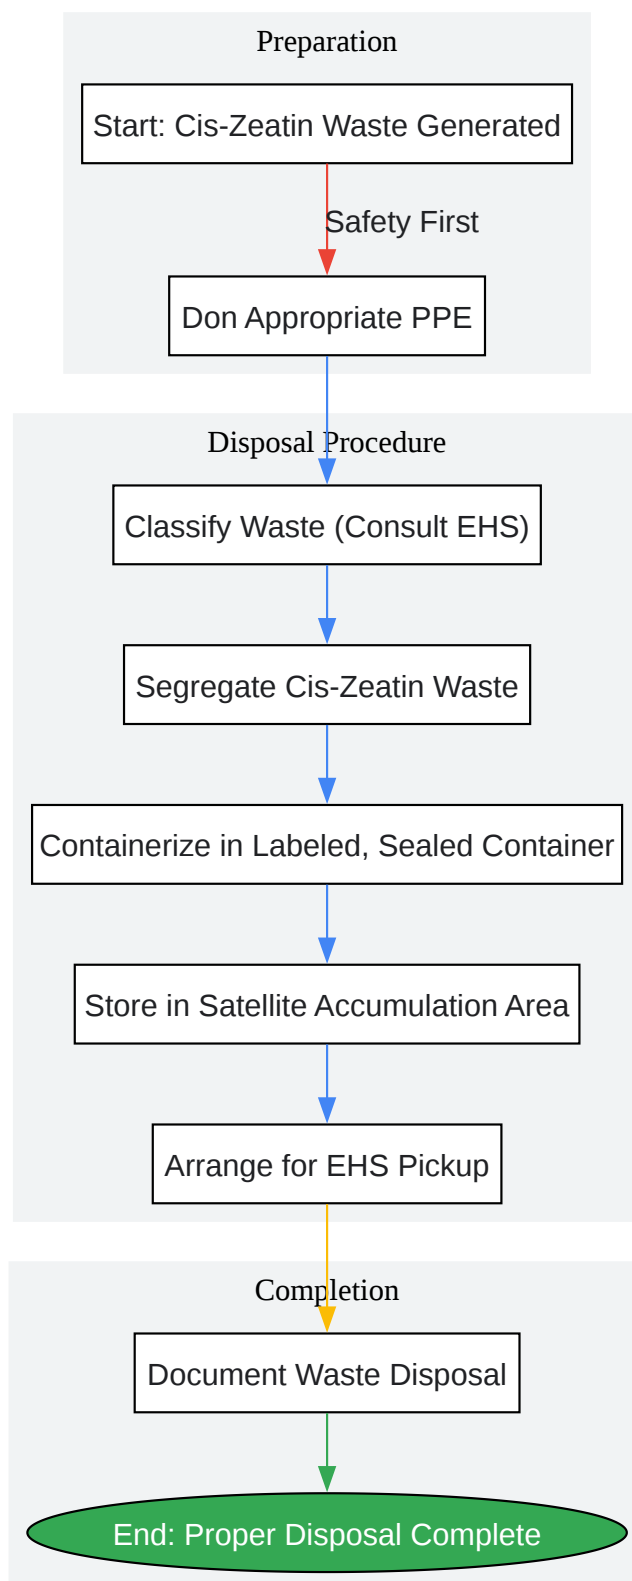 Preparation
Start: Cis-Zeatin Waste Generated
Safety First
Don Appropriate PPE
Disposal Procedure
Classify Waste (Consult EHS)
Segregate Cis-Zeatin Waste
Containerize in Labeled, Sealed Container
Store in Satellite Accumulation Area
Arrange for EHS Pickup
Completion
Document Waste Disposal
End: Proper Disposal Complete